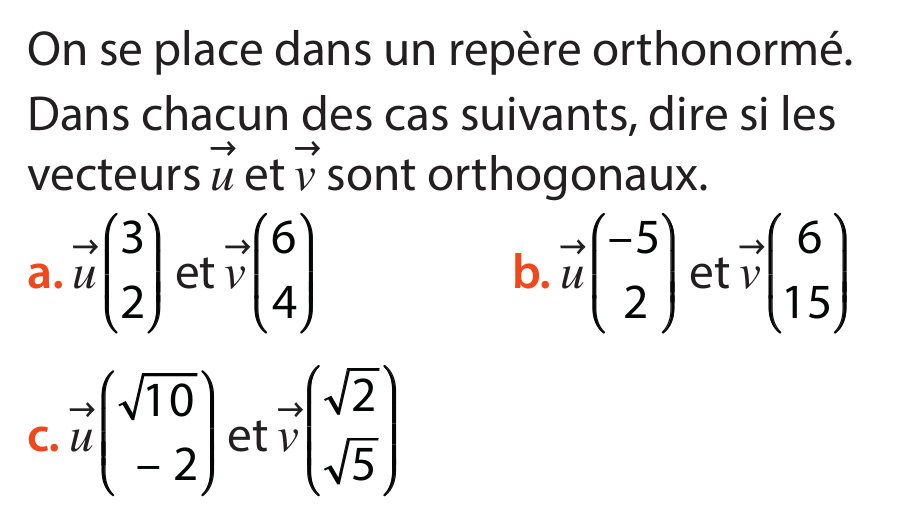 On se place dans un repère orthonormé.
Dans chacun des cas suivants, dire si les
vecteurs $\vec{u}$ et $\vec{v}$ sont orthogonaux.
a. $\vec{u}\begin{pmatrix} 3 \\ 2 \end{pmatrix}$ et $\vec{v}\begin{pmatrix} 6 \\ 4 \end{pmatrix}$ b. $\vec{u}\begin{pmatrix} -5 \\ 2 \end{pmatrix}$ et $\vec{v}\begin{pmatrix} 6 \\ 15 \end{pmatrix}$
c. $\vec{u}\begin{pmatrix} \sqrt{10} \\ -2 \end{pmatrix}$ et $\vec{v}\begin{pmatrix} \sqrt{2} \\ \sqrt{5} \end{pmatrix}$